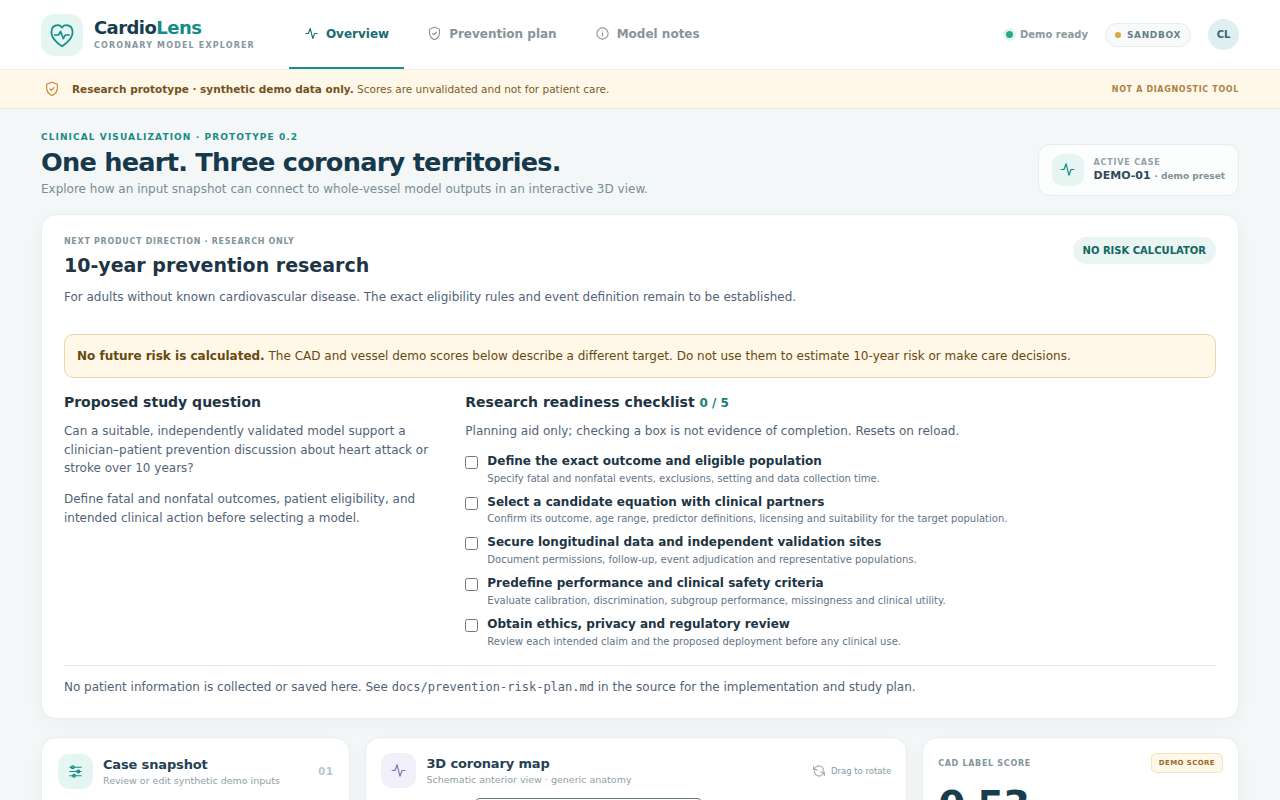 CardioLens
CORONARY MODEL EXPLORER
Overview
Prevention plan
Model notes
Demo ready
SANDBOX
CL
Research prototype · synthetic demo data only. Scores are unvalidated and not for patient care.
NOT A DIAGNOSTIC TOOL
CLINICAL VISUALIZATION · PROTOTYPE 0.2
One heart. Three coronary territories.
Explore how an input snapshot can connect to whole-vessel model outputs in an interactive 3D view.
ACTIVE CASE
DEMO-01 · demo preset
NEXT PRODUCT DIRECTION · RESEARCH ONLY
10-year prevention research
NO RISK CALCULATOR
For adults without known cardiovascular disease. The exact eligibility rules and event definition remain to be established.
No future risk is calculated. The CAD and vessel demo scores below describe a different target. Do not use them to estimate 10-year risk or make care decisions.
Proposed study question
Can a suitable, independently validated model support a
clinician–patient prevention discussion about heart attack or
stroke over 10 years?
Define fatal and nonfatal outcomes, patient eligibility, and
intended clinical action before selecting a model.
Research readiness checklist 0 / 5
Planning aid only; checking a box is not evidence of completion. Resets on reload.
Define the exact outcome and eligible population
Specify fatal and nonfatal events, exclusions, setting and data collection time.
Select a candidate equation with clinical partners
Confirm its outcome, age range, predictor definitions, licensing and suitability for the target population.
Secure longitudinal data and independent validation sites
Document permissions, follow-up, event adjudication and representative populations.
Predefine performance and clinical safety criteria
Evaluate calibration, discrimination, subgroup performance, missingness and clinical utility.
Obtain ethics, privacy and regulatory review
Review each intended claim and the proposed deployment before any clinical use.
No patient information is collected or saved here. See docs/prevention-risk-plan.md in the source for the implementation and study plan.
Case snapshot
Review or edit synthetic demo inputs
01
3D coronary map
Schematic anterior view · generic anatomy
Drag to rotate
CAD LABEL SCORE
DEMO SCORE